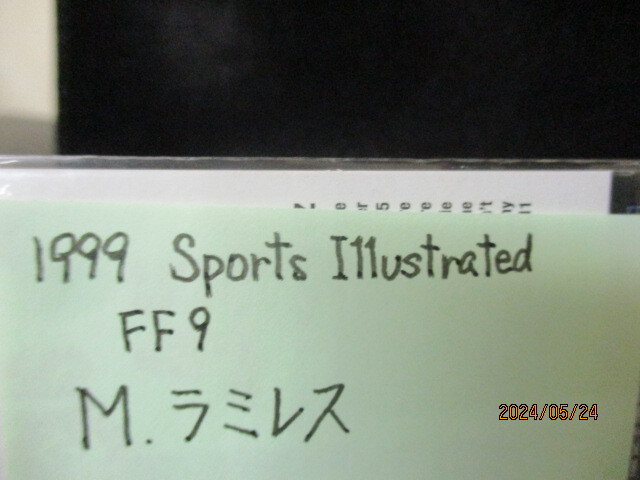 1999 Sports Illustrated
FF9
M. ラミレス
2024/05/24